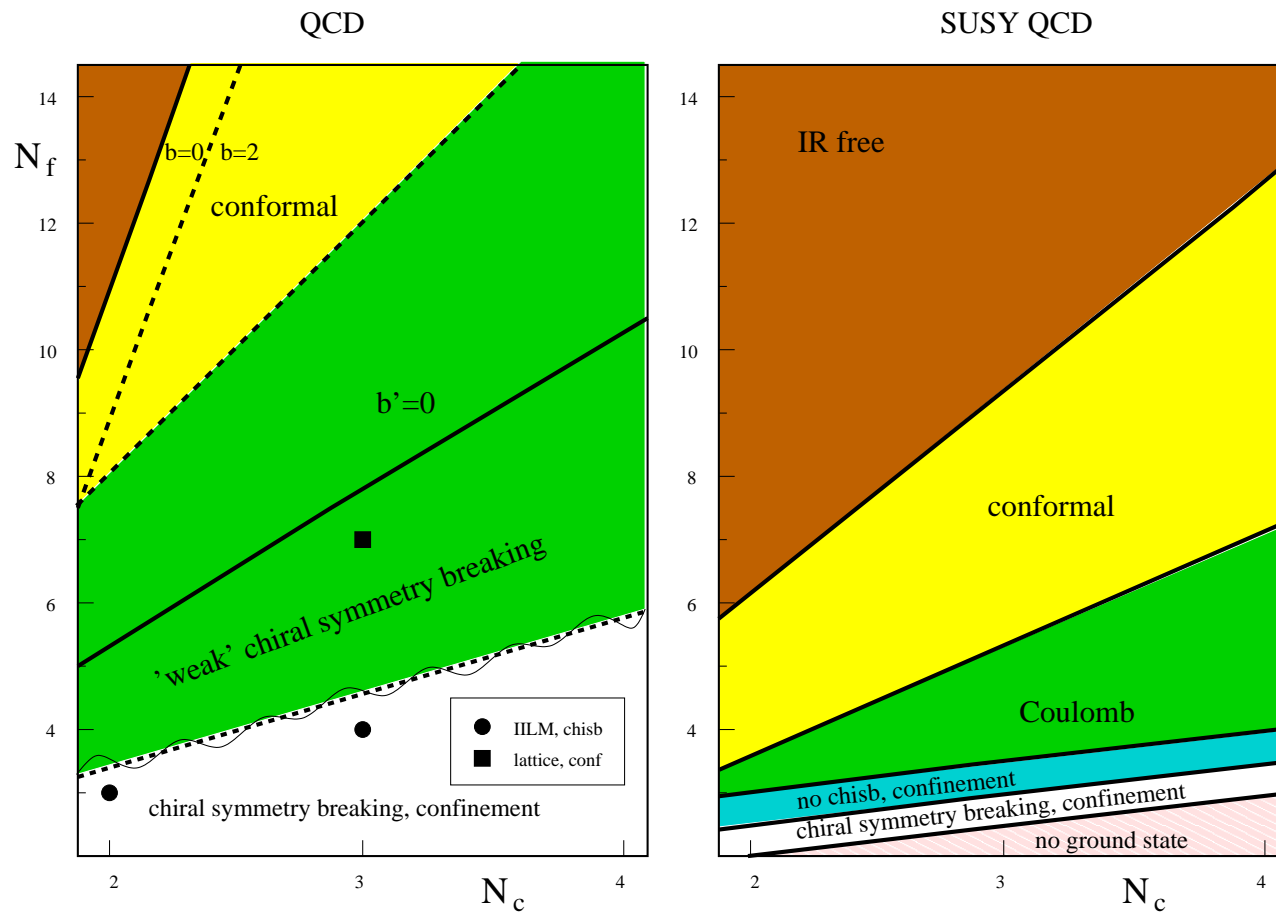 QCD
14
N f
b=0 b=2
12
conformal
10
b'=0
8
6
'weak' chiral symmetry breaking
4
IILM, chisb
lattice, conf
chiral symmetry breaking, confinement
2
3
4
N c
SUSY QCD
14
IR free
12
10
8
conformal
6
Coulomb
4
no chisb, confinement
chiral symmetry breaking, confinement
no ground state
2
3
4
N c